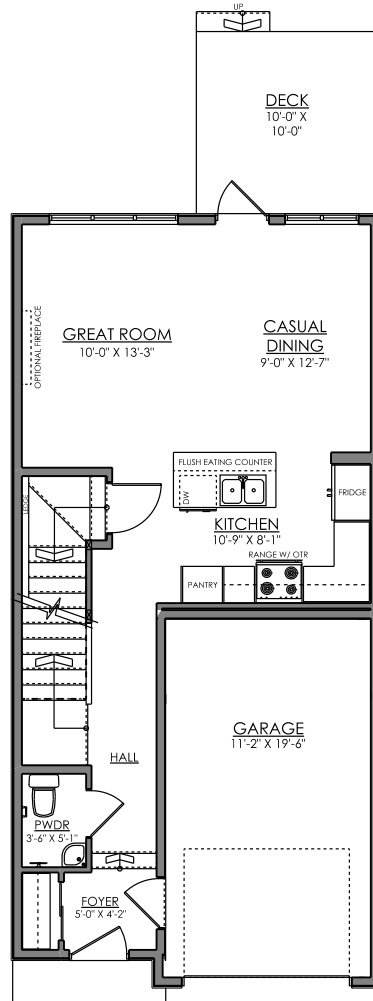 UP
DECK
10'-0" X
10'-0"
OPTIONAL FIREPLACE
GREAT ROOM
10'-0" X 13'-3"
CASUAL
DINING
9'-0" X 12'-7"
FLUSH EATING COUNTER
DW
LEDGE
FRIDGE
KITCHEN
10'-9" X 8'-1"
RANGE W/ OTR
PANTRY
GARAGE
11'-2" X 19'-6"
HALL
PWDR
3'-6" X 5'-1"
FOYER
5'-0" X 4'-2"